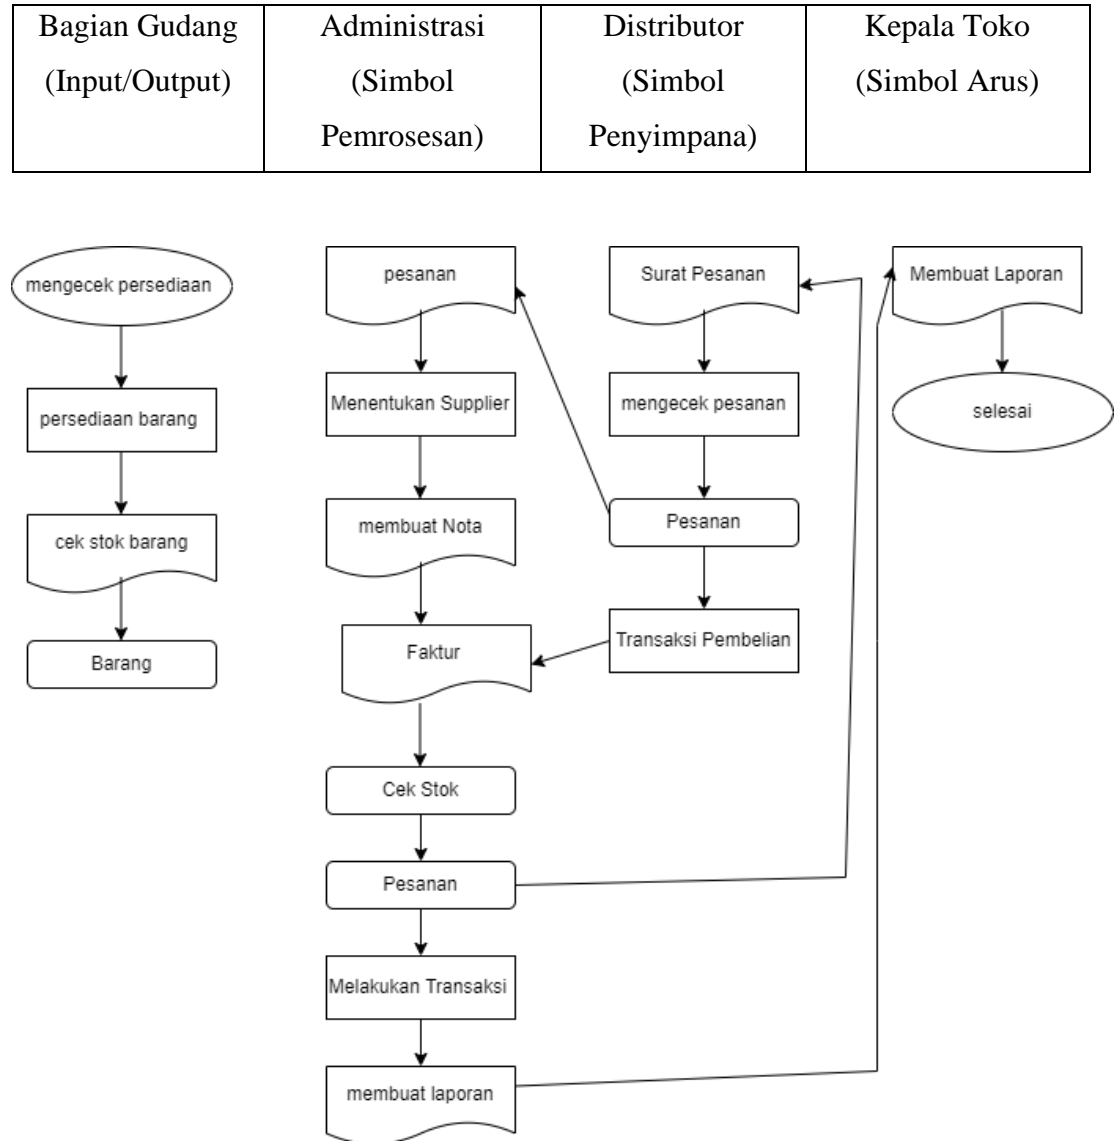 Bagian Gudang
(Input/Output)
Administrasi
(Simbol
Pemrosesan)
Distributor
(Simbol
Penyimpana)
Kepala Toko
(Simbol Arus)
mengecek persediaan
persediaan barang
cek stok barang
Barang
pesanan
Menentukan Supplier
membuat Nota
Faktur
Cek Stok
Pesanan
Melakukan Transaksi
membuat laporan
Surat Pesanan
mengecek pesanan
Pesanan
Transaksi Pembelian
Membuat Laporan
selesai